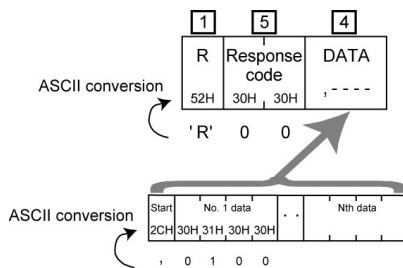 1 5 4
R Response code DATA
52H 30H 30H , - - - -
ASCII conversion
'R' 0 0
Start No. 1 data . . Nth data
2CH 30H 31H 30H 30H
ASCII conversion
, 0 1 0 0